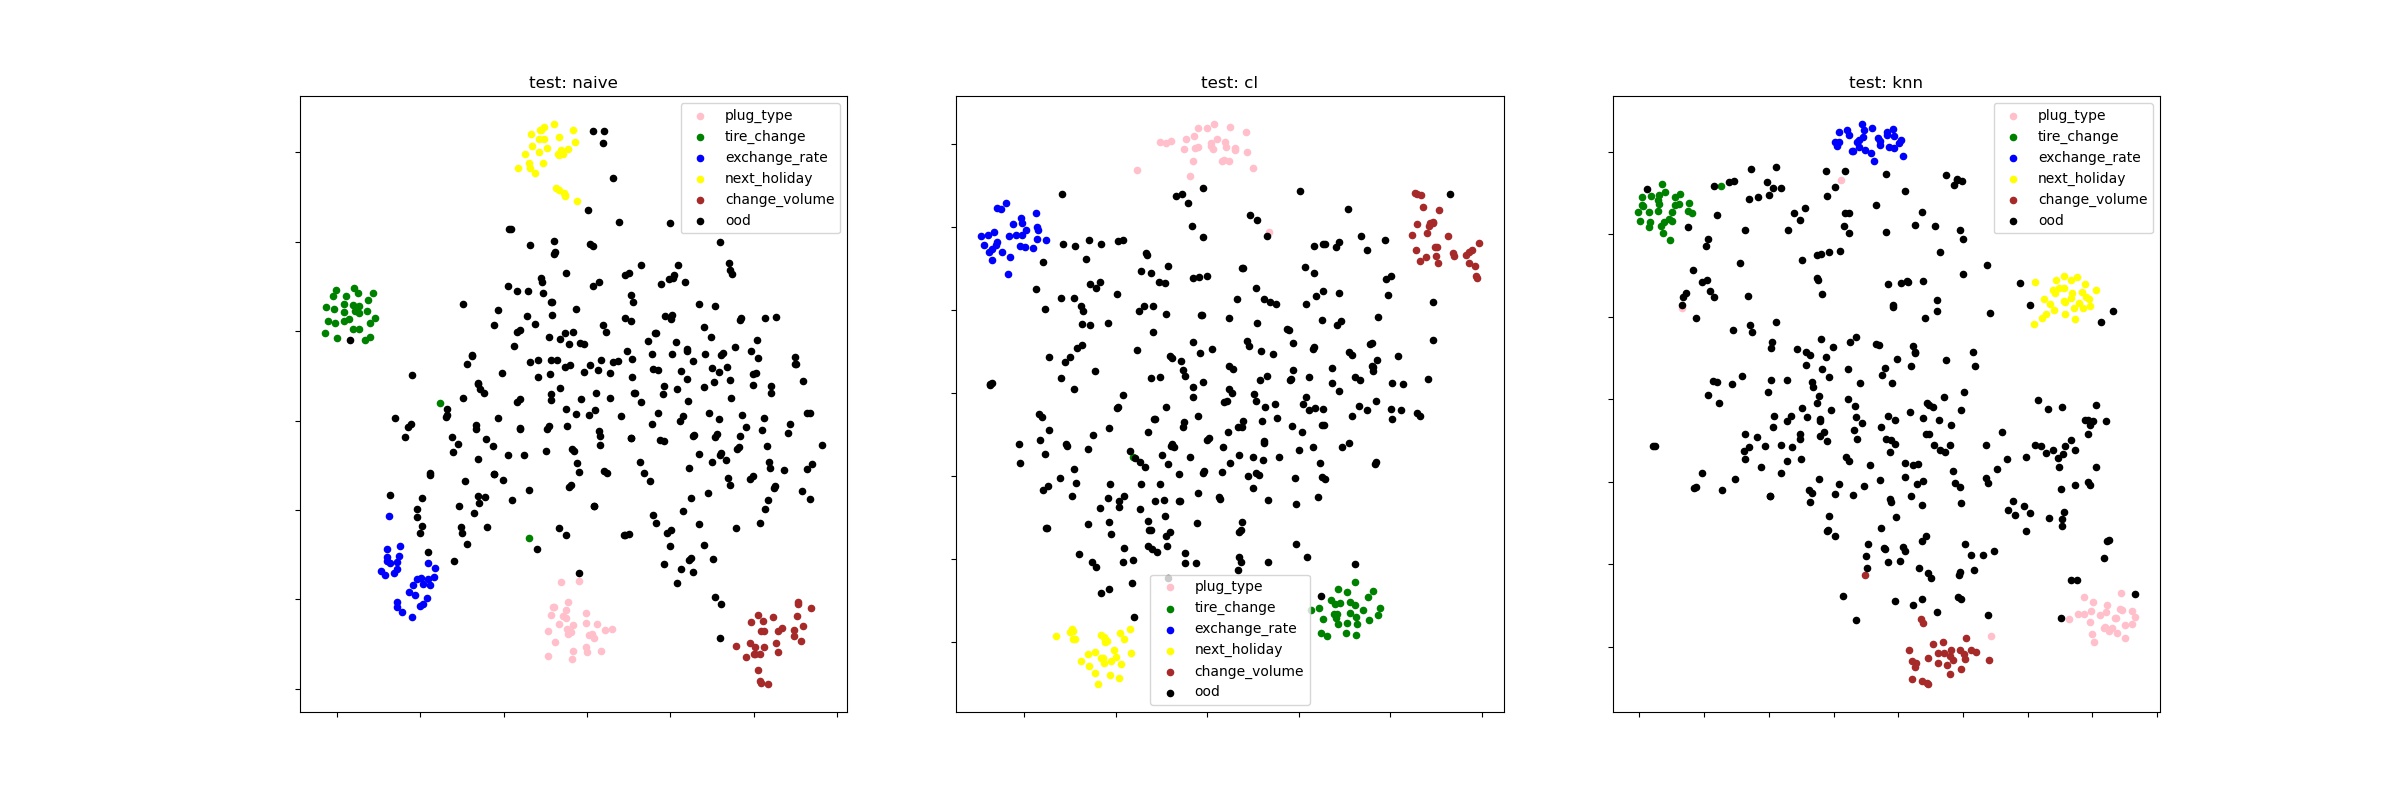 test: naive
plug_type
tire_change
exchange_rate
next_holiday
change_volume
ood
test: cl
plug_type
tire_change
exchange_rate
next_holiday
change_volume
ood
test: knn
plug_type
tire_change
exchange_rate
next_holiday
change_volume
ood